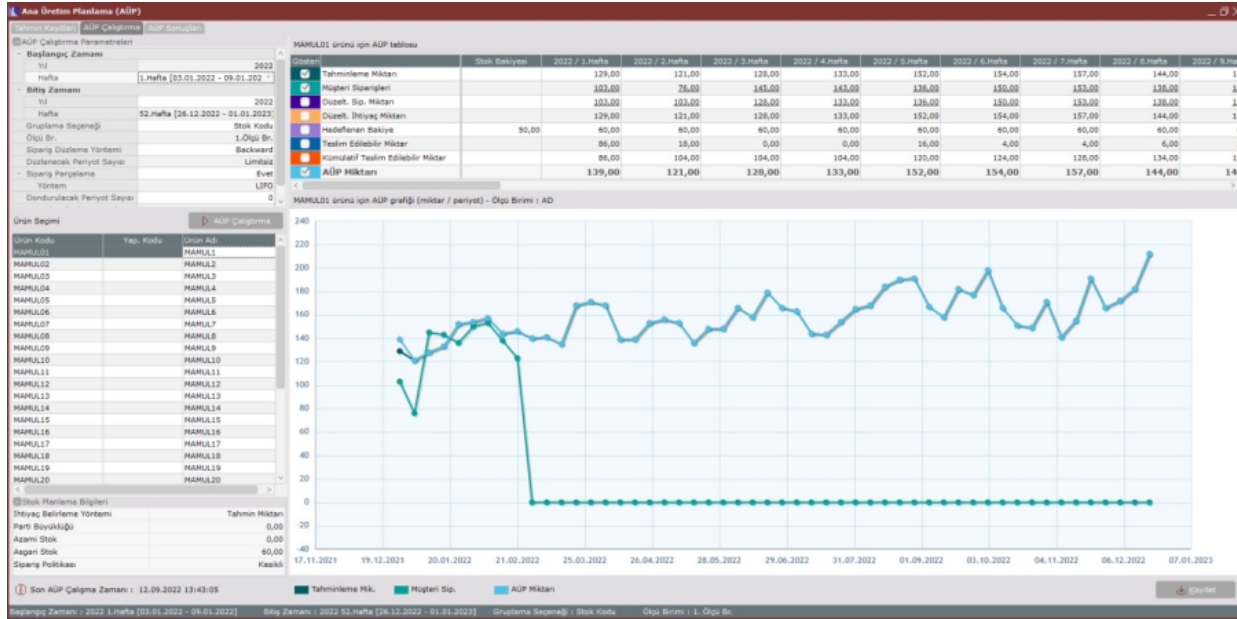 Ana Üretim Planlama (AÜP)
Tahmin Kayıtları AÜP Çalıştırma AÜP Sonuçları
AÜP Çalıştırma Parametreleri
Başlangıç Zamanı
Yıl 2022
Hafta 1.Hafta [03.01.2022 - 09.01.202
Bitiş Zamanı
Yıl 2022
Hafta 52.Hafta [26.12.2022 - 01.01.2023]
Gruplama Seçeneği Stok Kodu
Ölçü Br. 1.Ölçü Br.
Sipariş Düzleme Yöntemi Backward
Düzlenecek Periyot Sayısı Limitsiz
Sipariş Parçalama Evet
Yöntem LIFO
Dondurulacak Periyot Sayısı 0
MAMUL01 ürünü için AÜP tablosu
Gösteri Stok Bakiyesi 2022 / 1.Hafta 2022 / 2.Hafta 2022 / 3.Hafta 2022 / 4.Hafta 2022 / 5.Hafta 2022 / 6.Hafta 2022 / 7.Hafta 2022 / 8.Hafta 2022 / 9.Ha
Tahminleme Miktarı 129,00 121,00 128,00 133,00 152,00 154,00 157,00 144,00 1
Müşteri Siparişleri 103,00 76,00 145,00 143,00 136,00 150,00 153,00 138,00 1
Düzelt. Sip. Miktarı 103,00 103,00 128,00 133,00 136,00 150,00 153,00 138,00 1
Düzelt. İhtiyaç Miktarı 129,00 121,00 128,00 133,00 152,00 154,00 157,00 144,00 1
Hedeflenen Bakiye 50,00 60,00 60,00 60,00 60,00 60,00 60,00 60,00 60,00
Teslim Edilebilir Miktar 86,00 18,00 0,00 0,00 16,00 4,00 4,00 6,00
Kümülatif Teslim Edilebilir Miktar 86,00 104,00 104,00 104,00 120,00 124,00 128,00 134,00 1
AÜP Miktarı 139,00 121,00 128,00 133,00 152,00 154,00 157,00 144,00 14
MAMUL01 ürünü için AÜP grafiği (miktar / periyot) - Ölçü Birimi : AD
Ürün Seçimi AÜP Çalıştırma
Ürün Kodu Yap. Kodu Ürün Adı
MAMUL01 MAMUL1
MAMUL02 MAMUL2
MAMUL03 MAMUL3
MAMUL04 MAMUL4
MAMUL05 MAMUL5
MAMUL06 MAMUL6
MAMUL07 MAMUL7
MAMUL08 MAMUL8
MAMUL09 MAMUL9
MAMUL10 MAMUL10
MAMUL11 MAMUL11
MAMUL12 MAMUL12
MAMUL13 MAMUL13
MAMUL14 MAMUL14
MAMUL15 MAMUL15
MAMUL16 MAMUL16
MAMUL17 MAMUL17
MAMUL18 MAMUL18
MAMUL19 MAMUL19
MAMUL20 MAMUL20
Stok Planlama Bilgileri
İhtiyaç Belirleme Yöntemi Tahmin Miktarı
Parti Büyüklüğü 0,00
Azami Stok 0,00
Asgari Stok 60,00
Sipariş Politikası Kesikli
240
220
200
180
160
140
120
100
80
60
40
20
0
-20
-40
17.11.2021 19.12.2021 20.01.2022 21.02.2022 25.03.2022 26.04.2022 28.05.2022 29.06.2022 31.07.2022 01.09.2022 03.10.2022 04.11.2022 06.12.2022 07.01.2023
Son AÜP Çalışma Zamanı : 12.09.2022 13:43:05
Tahminleme Mik. Müşteri Sip. AÜP Miktarı
Kaydet
Başlangıç Zamanı : 2022 1.Hafta [03.01.2022 - 09.01.2022] Bitiş Zamanı : 2022 52.Hafta [26.12.2022 - 01.01.2023] Gruplama Seçeneği : Stok Kodu Ölçü Birimi : 1. Ölçü Br.